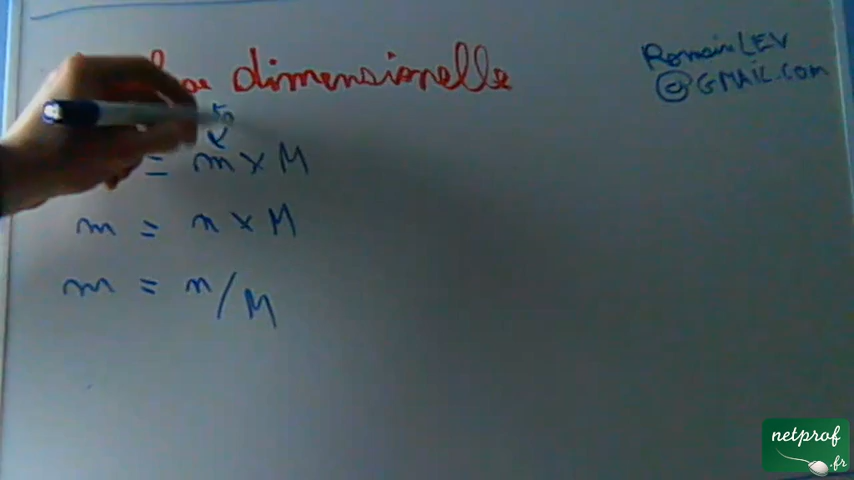 dimensionelle
RomainLEV
@GMAIL.com
g
= m × M
m = n × M
m = n / M
netprof
.fr